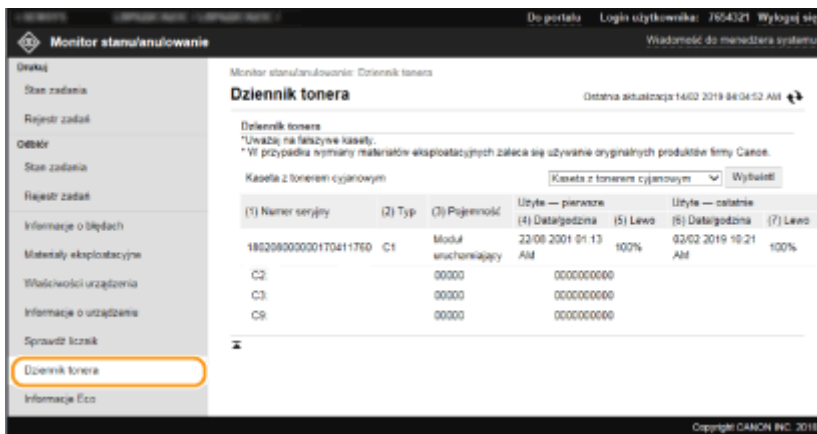 Do portalu Login użytkownika: 7654321 Wyloguj się
Monitor stanu/anulowanie Wiadomość do menedżera systemu
Drukuj
Stan zadania
Rejestr zadań
Odbiór
Stan zadania
Rejestr zadań
Informacje o błędach
Materiały eksploatacyjne
Właściwości urządzenia
Informacje o urządzeniu
Sprawdź licznik
Dziennik tonera
Informacje Eco
Monitor stanu/anulowanie: Dziennik tonera
Dziennik tonera Ostatnia aktualizacja:14/02 2019 04:04:52 AM
Dziennik tonera
*Uważaj na fałszywe kasety.
* W przypadku wymiany materiałów eksploatacyjnych zaleca się używanie oryginalnych produktów firmy Canon.
Kaseta z tonerem cyjanowym Kaseta z tonerem cyjanowym Wyświetl
(1) Numer seryjny (2) Typ (3) Pojemność Użyte — pierwsze Użyte — ostatnie
(4) Data/godzina (5) Lewo (6) Data/godzina (7) Lewo
180208000000170411760 C1 Moduł uruchamiający 22/08 2001 01:13 AM 100% 02/02 2019 10:21 AM 100%
C2: 00000 0000000000
C3: 00000 0000000000
C9: 00000 0000000000
Copyright CANON INC. 2018